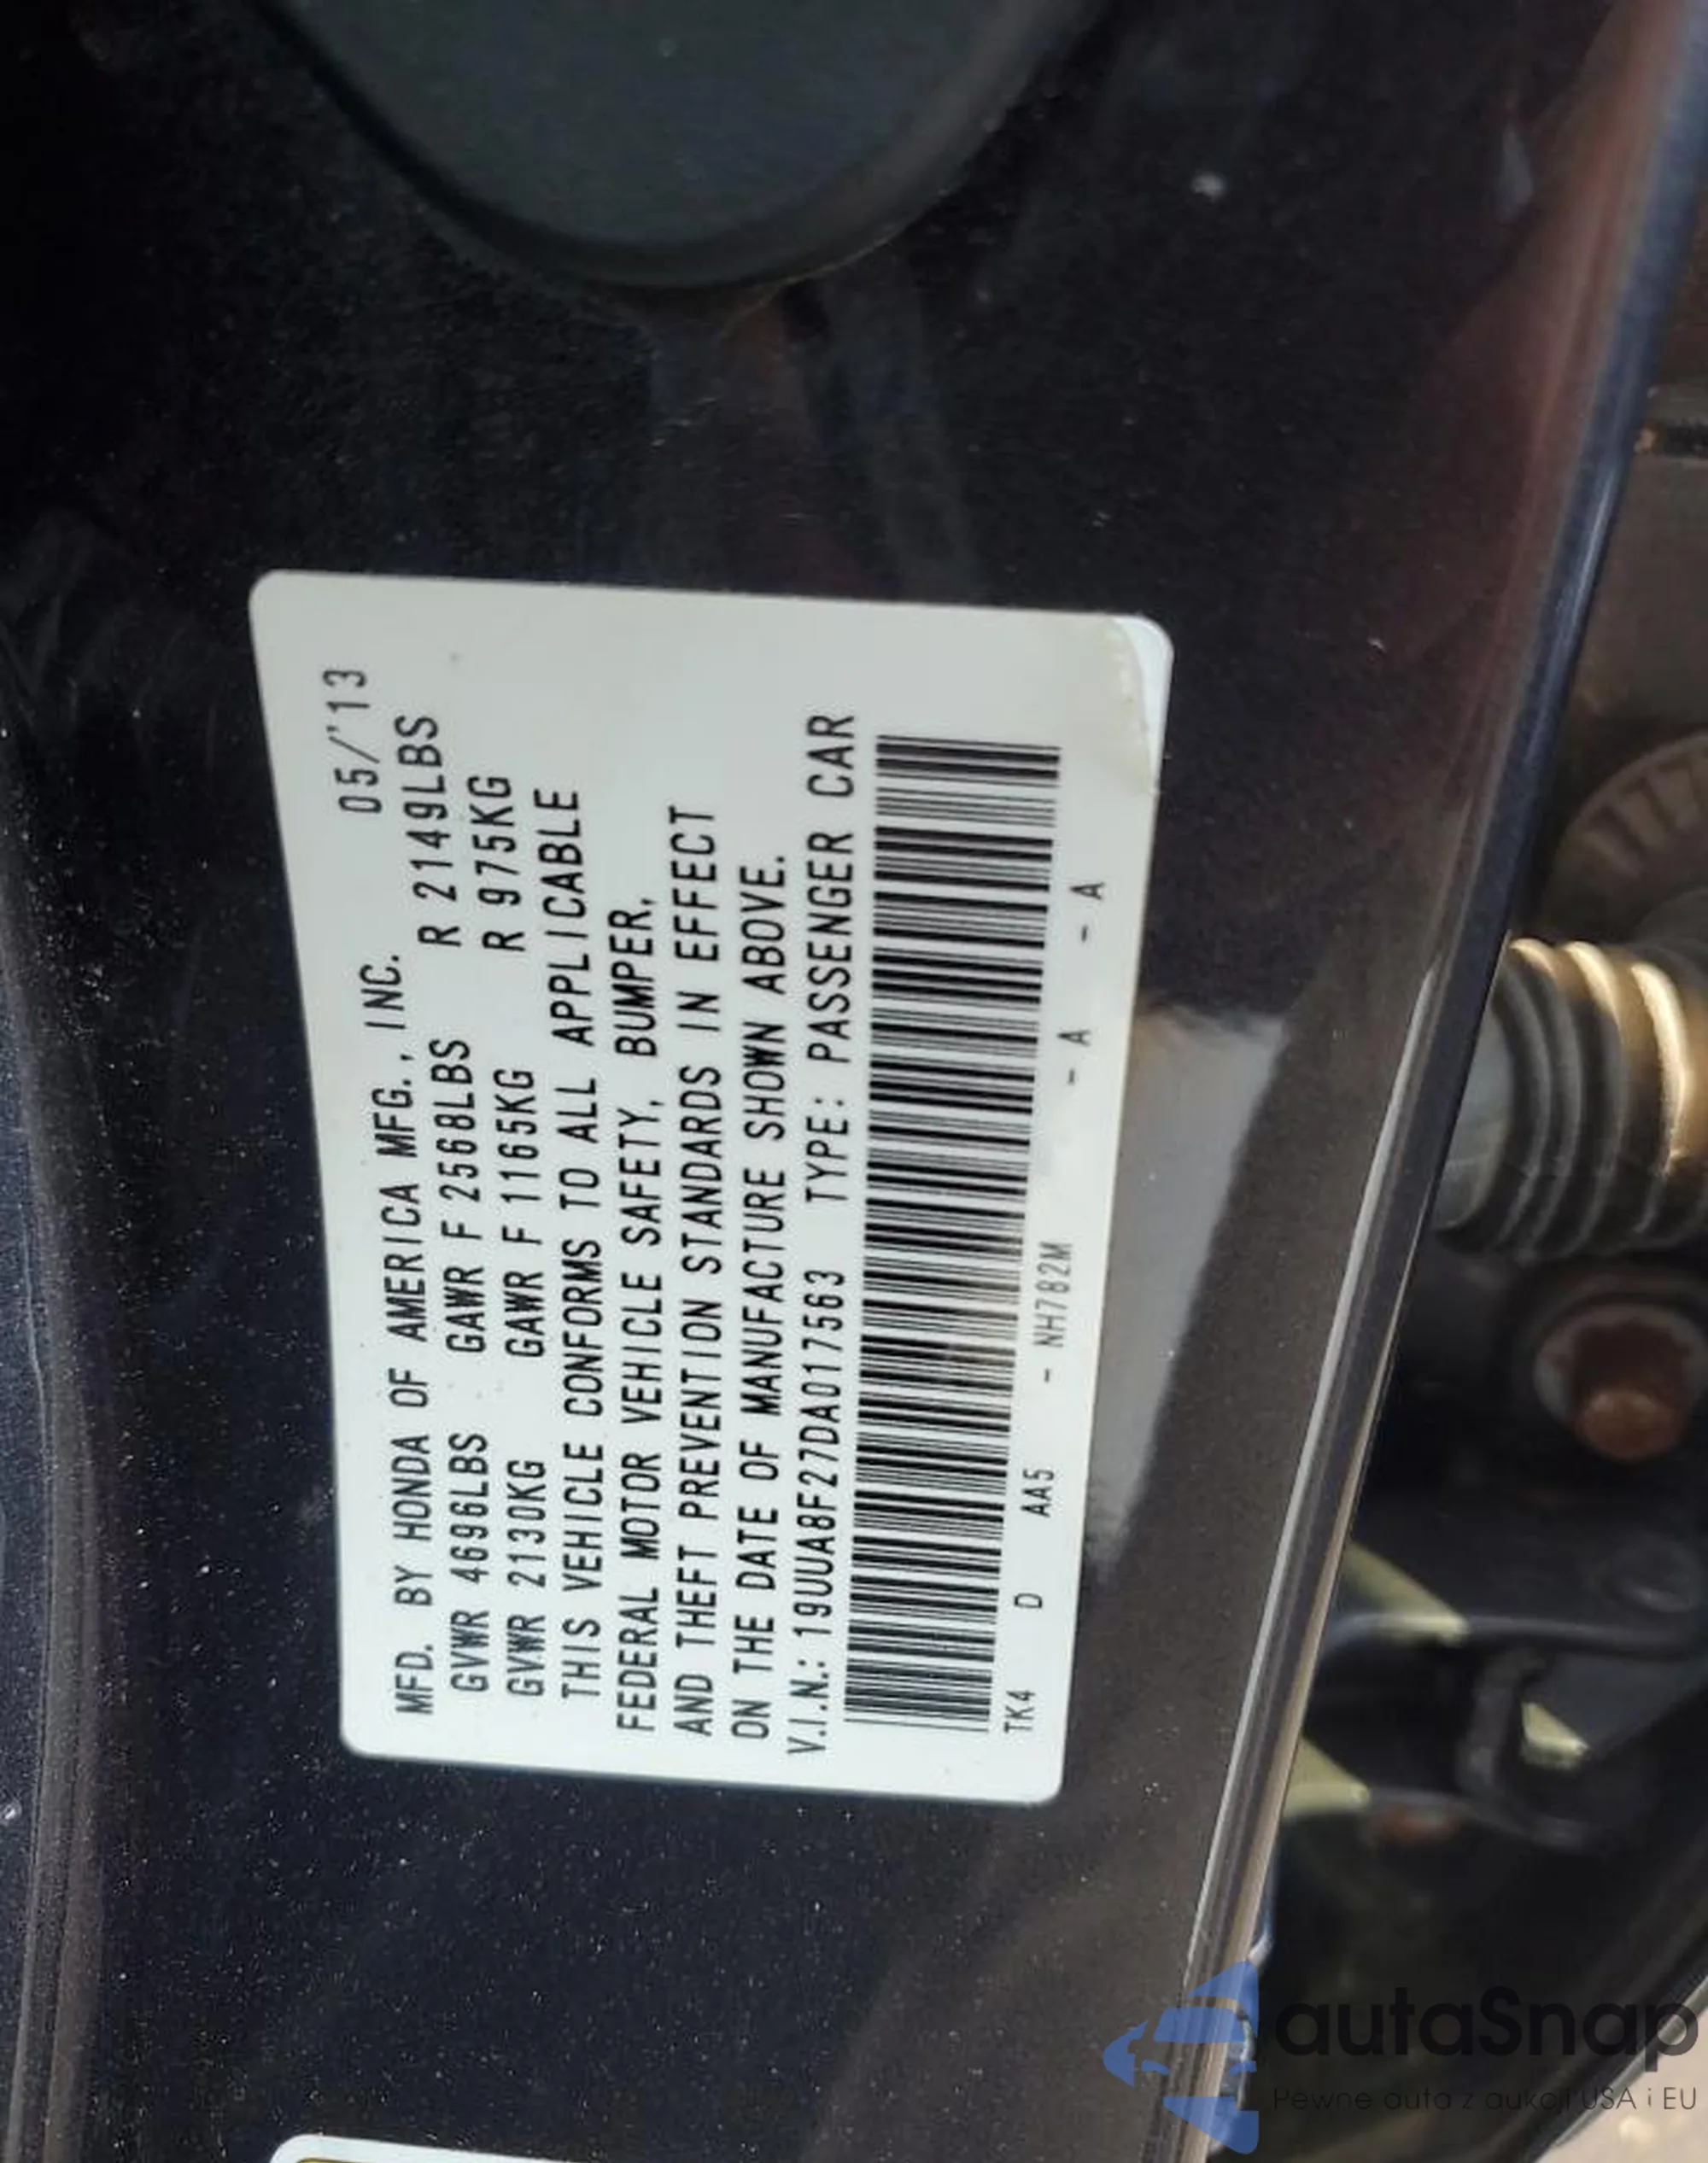 05/'13
MFD. BY HONDA OF AMERICA MFG., INC.
GVWR 4696LBS GAWR F 2568LBS R 2149LBS
GVWR 2130KG GAWR F 1165KG R 975KG
THIS VEHICLE CONFORMS TO ALL APPLICABLE
FEDERAL MOTOR VEHICLE SAFETY, BUMPER,
AND THEFT PREVENTION STANDARDS IN EFFECT
ON THE DATE OF MANUFACTURE SHOWN ABOVE.
V.I.N.: 19UUA8F27DA017563 TYPE: PASSENGER CAR
TK4 D AA5 - NH782M - A - A
autaSnap
Pewne auta z aukcji USA i EU